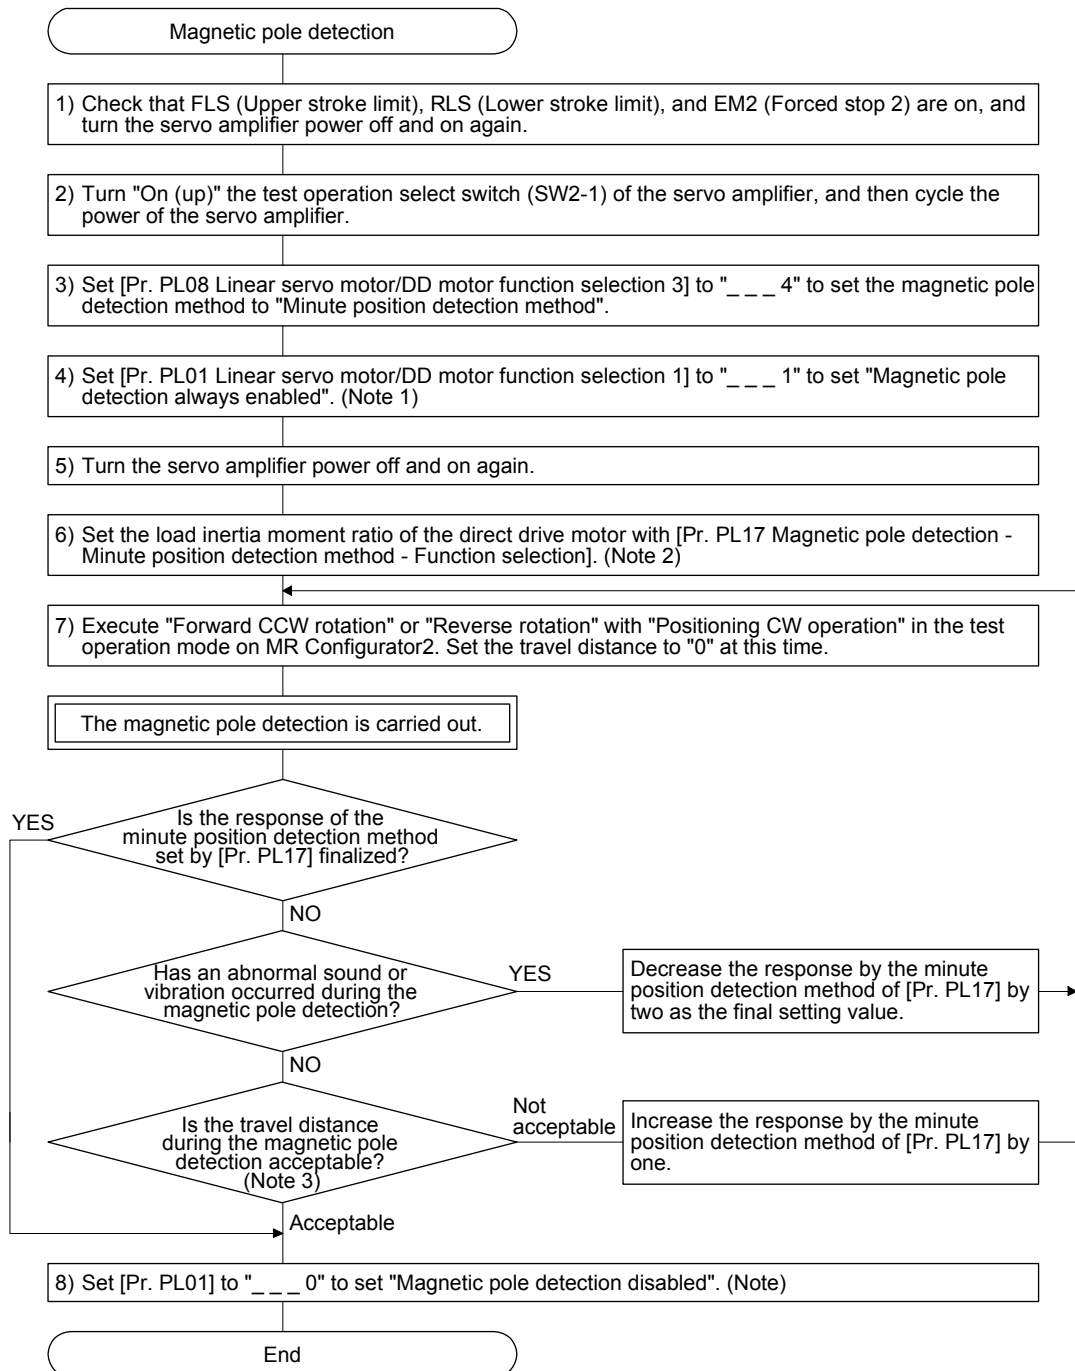 Magnetic pole detection
1) Check that FLS (Upper stroke limit), RLS (Lower stroke limit), and EM2 (Forced stop 2) are on, and
turn the servo amplifier power off and on again.
2) Turn "On (up)" the test operation select switch (SW2-1) of the servo amplifier, and then cycle the
power of the servo amplifier.
3) Set [Pr. PL08 Linear servo motor/DD motor function selection 3] to "_ _ _ 4" to set the magnetic pole
detection method to "Minute position detection method".
4) Set [Pr. PL01 Linear servo motor/DD motor function selection 1] to "_ _ _ 1" to set "Magnetic pole
detection always enabled". (Note 1)
5) Turn the servo amplifier power off and on again.
6) Set the load inertia moment ratio of the direct drive motor with [Pr. PL17 Magnetic pole detection -
Minute position detection method - Function selection]. (Note 2)
7) Execute "Forward CCW rotation" or "Reverse rotation" with "Positioning CW operation" in the test
operation mode on MR Configurator2. Set the travel distance to "0" at this time.
The magnetic pole detection is carried out.
YES
Is the response of the
minute position detection method
set by [Pr. PL17] finalized?
NO
Has an abnormal sound or
vibration occurred during the
magnetic pole detection?
YES
Decrease the response by the minute
position detection method of [Pr. PL17] by
two as the final setting value.
NO
Is the travel distance
during the magnetic pole
detection acceptable?
(Note 3)
Not
acceptable
Increase the response by the minute
position detection method of [Pr. PL17] by
one.
Acceptable
8) Set [Pr. PL01] to "_ _ _ 0" to set "Magnetic pole detection disabled". (Note)
End